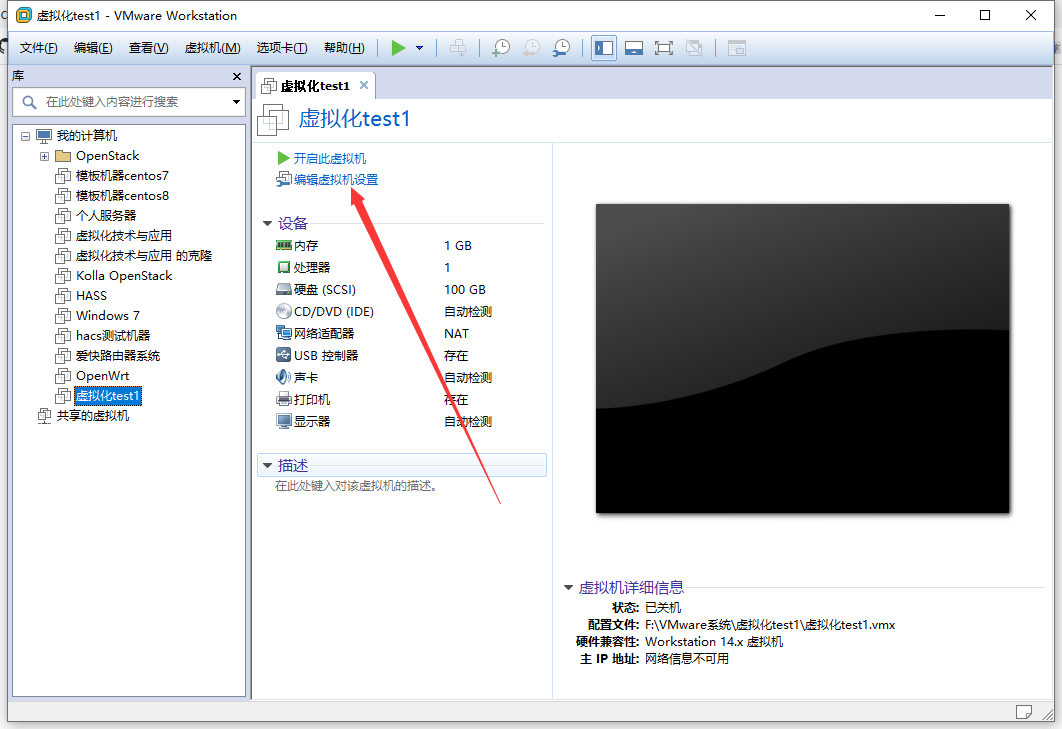 虚拟化test1 - VMware Workstation
文件(F) 编辑(E) 查看(V) 虚拟机(M) 选项卡(T) 帮助(H)
库
在此处键入内容进行搜索
我的计算机
OpenStack
模板机器centos7
模板机器centos8
个人服务器
虚拟化技术与应用
虚拟化技术与应用 的克隆
Kolla OpenStack
HASS
Windows 7
hacs测试机器
爱快路由器系统
OpenWrt
虚拟化test1
共享的虚拟机
虚拟化test1
虚拟化test1
开启此虚拟机
编辑虚拟机设置
设备
内存 1 GB
处理器 1
硬盘 (SCSI) 100 GB
CD/DVD (IDE) 自动检测
网络适配器 NAT
USB 控制器 存在
声卡 自动检测
打印机 存在
显示器 自动检测
描述
在此处键入对该虚拟机的描述。
虚拟机详细信息
状态: 已关机
配置文件: F:\VMware系统\虚拟化test1\虚拟化test1.vmx
硬件兼容性: Workstation 14.x 虚拟机
主 IP 地址: 网络信息不可用